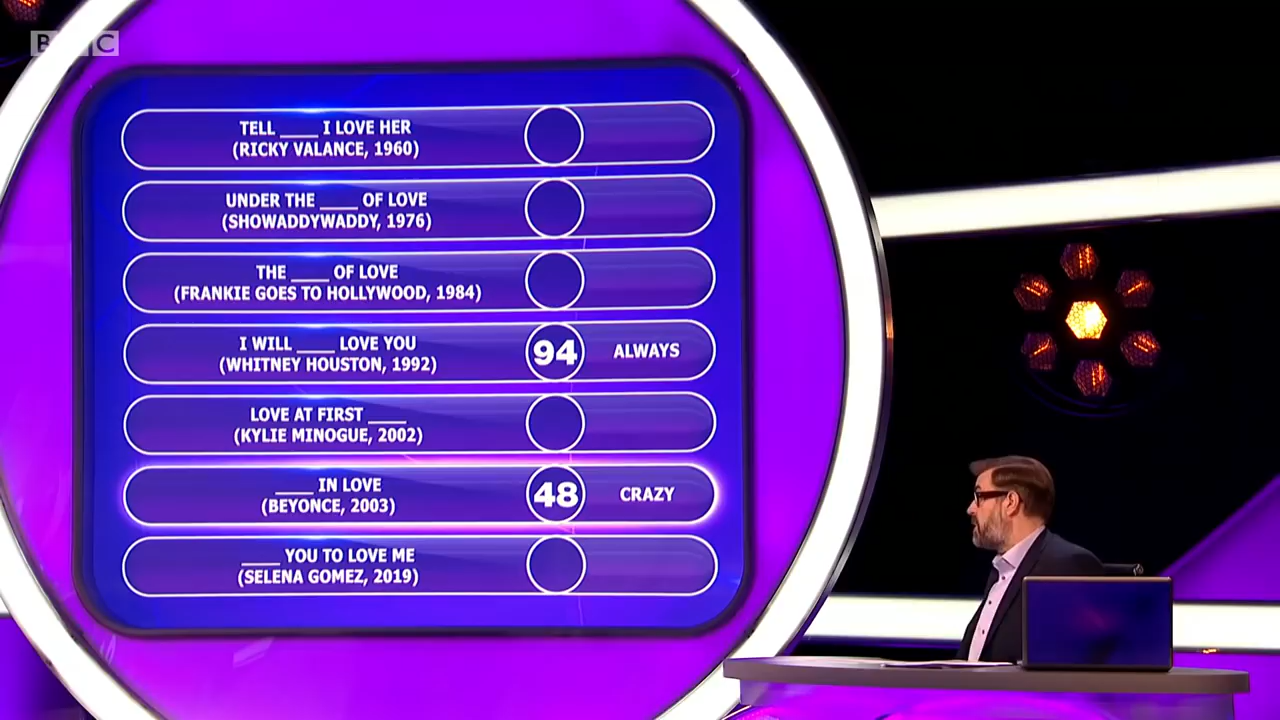 BBC
TELL ____ I LOVE HER
(RICKY VALANCE, 1960)
UNDER THE ____ OF LOVE
(SHOWADDYWADDY, 1976)
THE ____ OF LOVE
(FRANKIE GOES TO HOLLYWOOD, 1984)
I WILL ____ LOVE YOU
(WHITNEY HOUSTON, 1992)
94
ALWAYS
LOVE AT FIRST ____
(KYLIE MINOGUE, 2002)
____ IN LOVE
(BEYONCE, 2003)
48
CRAZY
____ YOU TO LOVE ME
(SELENA GOMEZ, 2019)